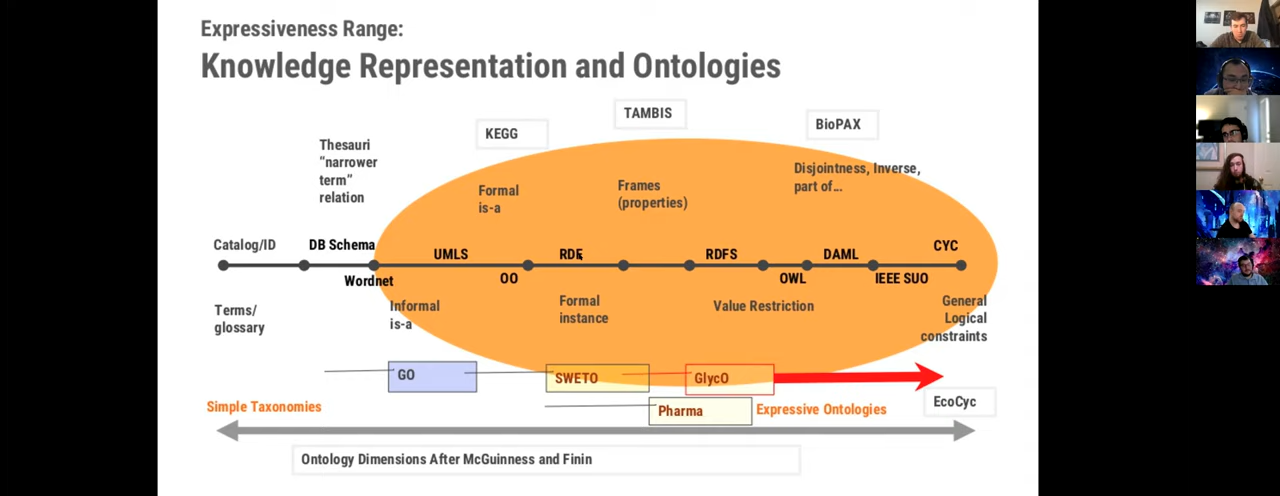 Expressiveness Range:
Knowledge Representation and Ontologies
TAMBIS
KEGG
BioPAX
Thesauri
"narrower
term"
relation
Formal
is-a
Frames
(properties)
Disjointness, Inverse,
part of...
Catalog/ID
DB Schema
UMLS
RDF
RDFS
DAML
CYC
Wordnet
OO
OWL
IEEE SUO
Terms/
glossary
Informal
is-a
Formal
instance
Value Restriction
General
Logical
constraints
GO
SWETO
GlycO
EcoCyc
Simple Taxonomies
Pharma
Expressive Ontologies
Ontology Dimensions After McGuinness and Finin